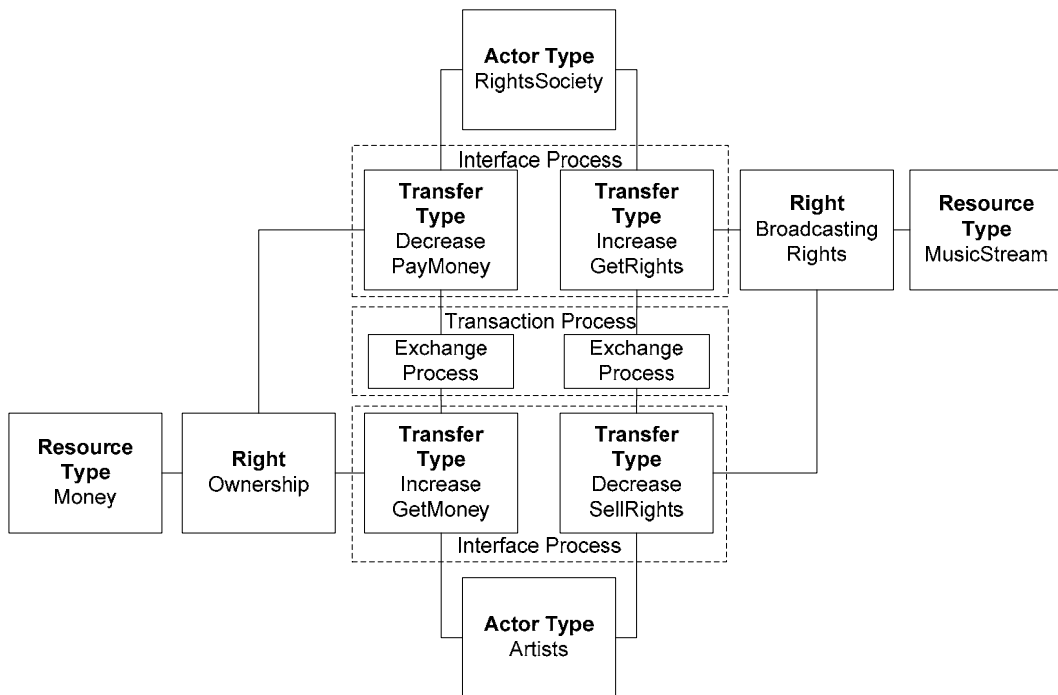 Actor Type
RightsSociety
Interface Process
Transfer
Type
Decrease
PayMoney
Transfer
Type
Increase
GetRights
Right
Broadcasting
Rights
Resource
Type
MusicStream
Transaction Process
Exchange
Process
Exchange
Process
Resource
Type
Money
Right
Ownership
Transfer
Type
Increase
GetMoney
Transfer
Type
Decrease
SellRights
Interface Process
Actor Type
Artists